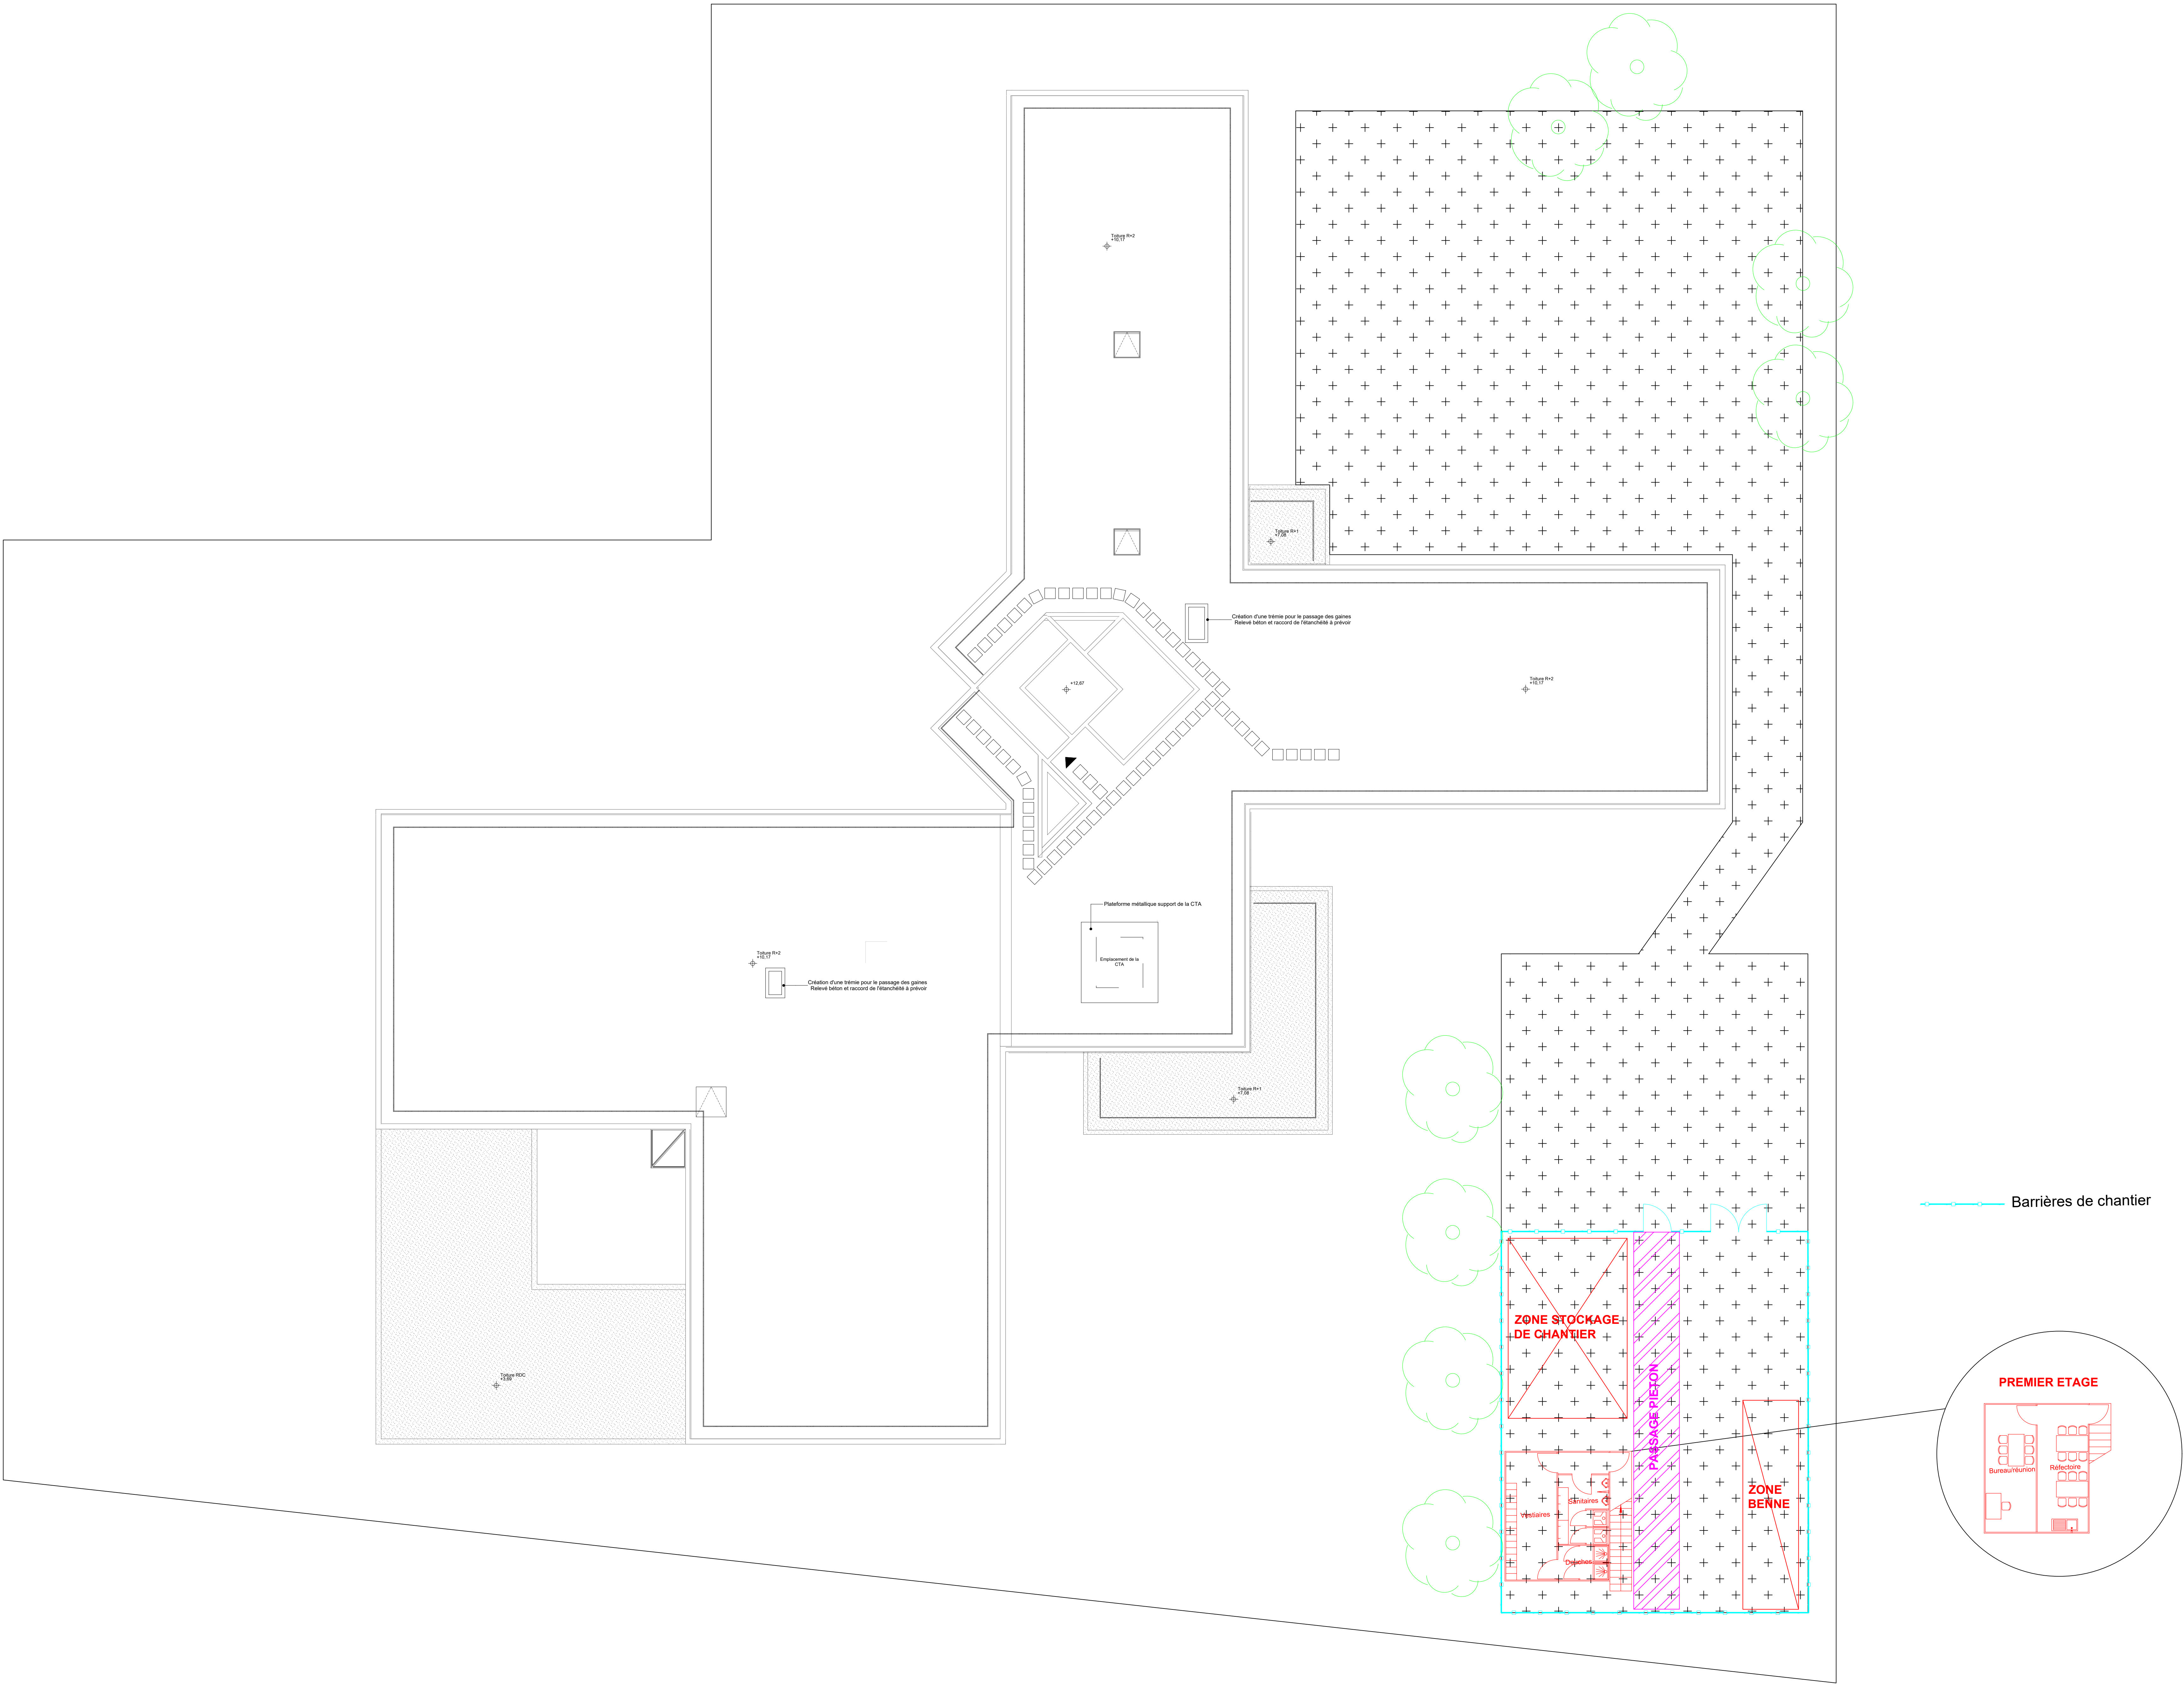 Toiture R+2
+10,17
Toiture R+1
+7,08
Création d'une trémie pour le passage des gaines
Relevé béton et raccord de l'étanchéité à prévoir
+12,67
Toiture R+2
+10,17
Plateforme métallique support de la CTA
Emplacement de la
CTA
Toiture R+2
+10,17
Création d'une trémie pour le passage des gaines
Relevé béton et raccord de l'étanchéité à prévoir
Toiture R+1
+7,08
Barrières de chantier
ZONE STOCKAGE
DE CHANTIER
PASSAGE PIETON
Toiture RDC
PREMIER ETAGE
Bureau/réunion
Réfectoire
ZONE
BENNE
Sanitaires
Vestiaires
Douches